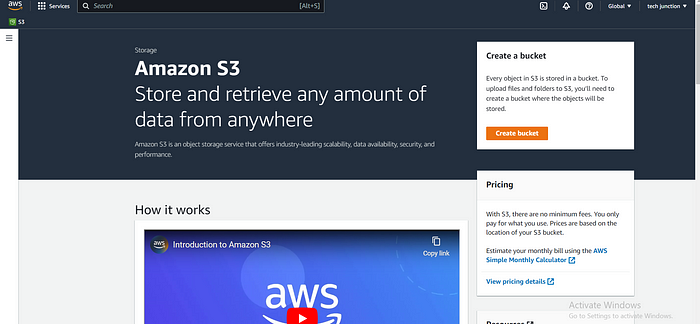 aws
Services
Search
[Alt+S]
Global
tech junction
S3
Storage
Amazon S3
Store and retrieve any amount of
data from anywhere
Amazon S3 is an object storage service that offers industry-leading scalability, data availability, security, and
performance.
Create a bucket
Every object in S3 is stored in a bucket. To
upload files and folders to S3, you'll need to
create a bucket where the objects will be
stored.
Create bucket
Pricing
With S3, there are no minimum fees. You only
pay for what you use. Prices are based on the
location of your S3 bucket.
Estimate your monthly bill using the AWS
Simple Monthly Calculator
View pricing details
How it works
aws
Introduction to Amazon S3
Copy link
aws
Activate Windows
Go to Settings to activate Windows.
Resources